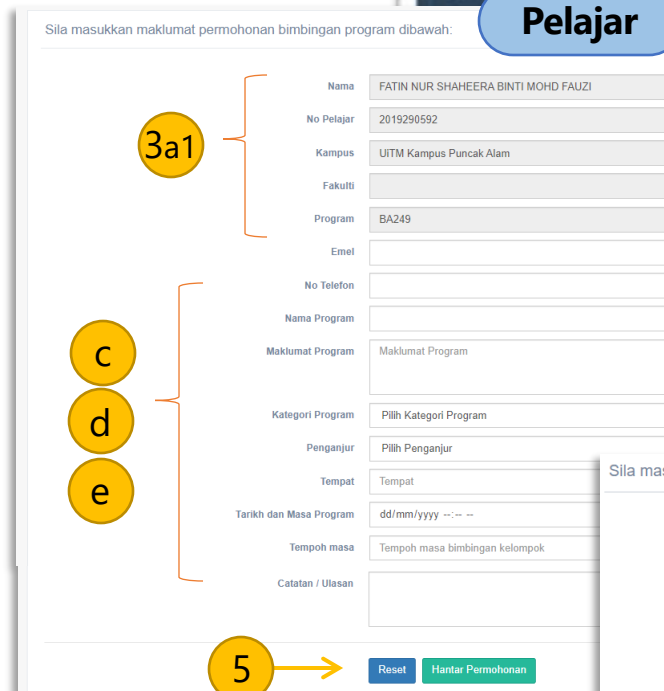 Pelajar
Sila masukkan maklumat permohonan bimbingan program dibawah:
3a1
Nama FATIN NUR SHAHEERA BINTI MOHD FAUZI
No Pelajar 2019290592
Kampus UiTM Kampus Puncak Alam
Fakulti
Program BA249
Emel
No Telefon
Nama Program
c
Maklumat Program Maklumat Program
d
Kategori Program Pilih Kategori Program
Penganjur Pilih Penganjur
Sila mas
e
Tempat Tempat
Tarikh dan Masa Program dd/mm/yyyy --:-- --
Tempoh masa Tempoh masa bimbingan kelompok
Catatan / Ulasan
5
Reset Hantar Permohonan